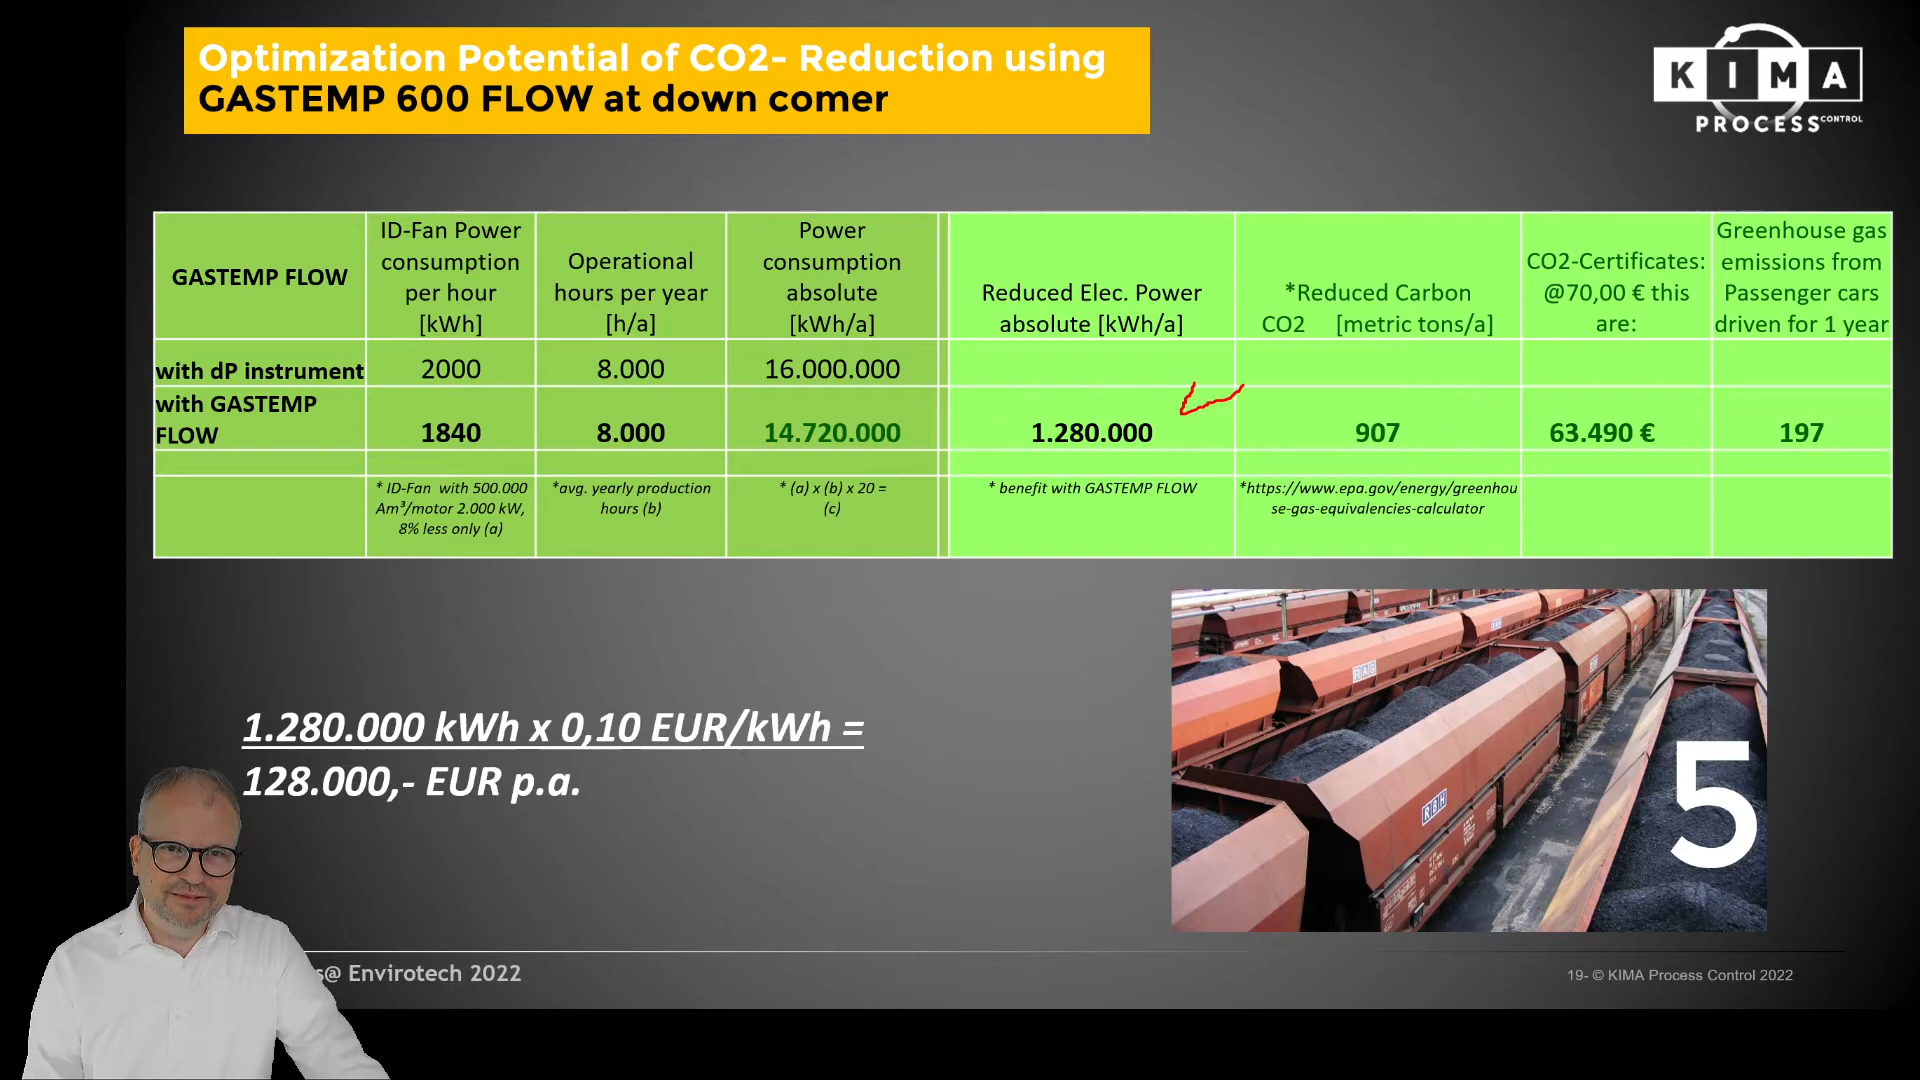 Optimization Potential of CO2- Reduction using
GASTEMP 600 FLOW at down comer
K I M A
PROCESS CONTROL
GASTEMP FLOW
ID-Fan Power
consumption
per hour
[kWh]
Operational
hours per year
[h/a]
Power
consumption
absolute
[kWh/a]
Reduced Elec. Power
absolute [kWh/a]
*Reduced Carbon
CO2 [metric tons/a]
CO2-Certificates:
@70,00 € this
are:
Greenhouse gas
emissions from
Passenger cars
driven for 1 year
with dP instrument 2000 8.000 16.000.000
with GASTEMP
FLOW 1840 8.000 14.720.000 1.280.000 907 63.490 € 197
* ID-Fan with 500.000
Am³/motor 2.000 kW,
8% less only (a)
*avg. yearly production
hours (b)
* (a) x (b) x 20 =
(c)
* benefit with GASTEMP FLOW
*https://www.epa.gov/energy/greenhou
se-gas-equivalencies-calculator
1.280.000 kWh x 0,10 EUR/kWh =
128.000,- EUR p.a.
RAG
RBH
5
s@ Envirotech 2022
19- © KIMA Process Control 2022